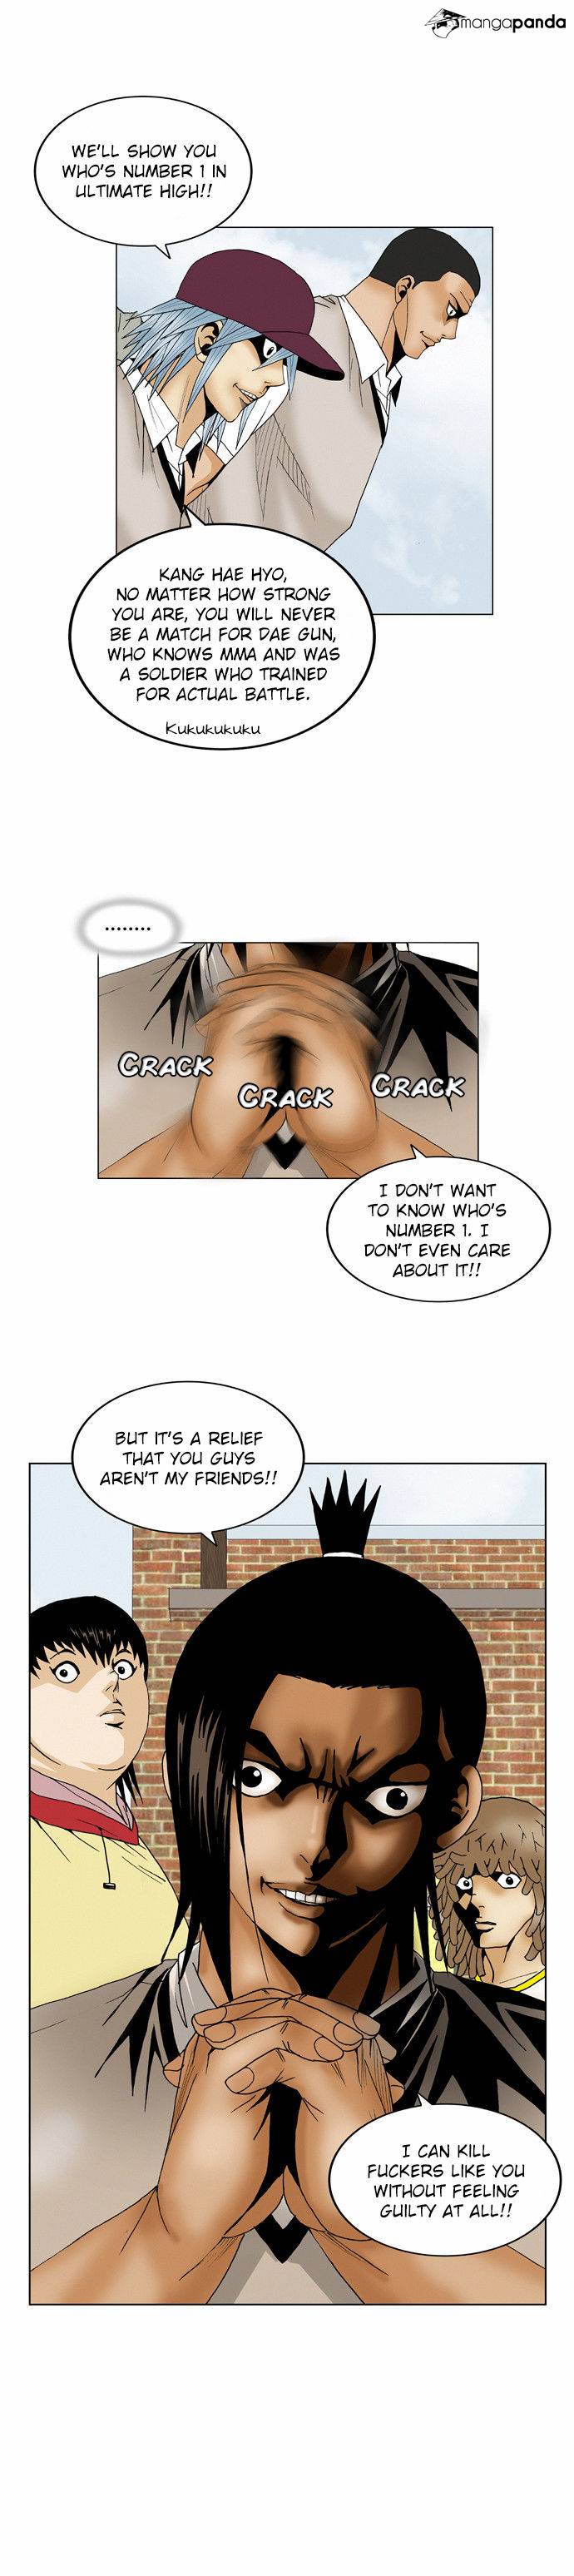 mangapanda
WE'LL SHOW YOU
WHO'S NUMBER 1 IN
ULTIMATE HIGH!!
KANG HAE HYO,
NO MATTER HOW STRONG
YOU ARE, YOU WILL NEVER
BE A MATCH FOR DAE GUN,
WHO KNOWS MMA AND WAS
A SOLDIER WHO TRAINED
FOR ACTUAL BATTLE.
Kukukukuku
........
CRACK
CRACK
CRACK
I DON'T WANT
TO KNOW WHO'S
NUMBER 1. I
DON'T EVEN CARE
ABOUT IT!!
BUT IT'S A RELIEF
THAT YOU GUYS
AREN'T MY FRIENDS!!
I CAN KILL
FUCKERS LIKE YOU
WITHOUT FEELING
GUILTY AT ALL!!